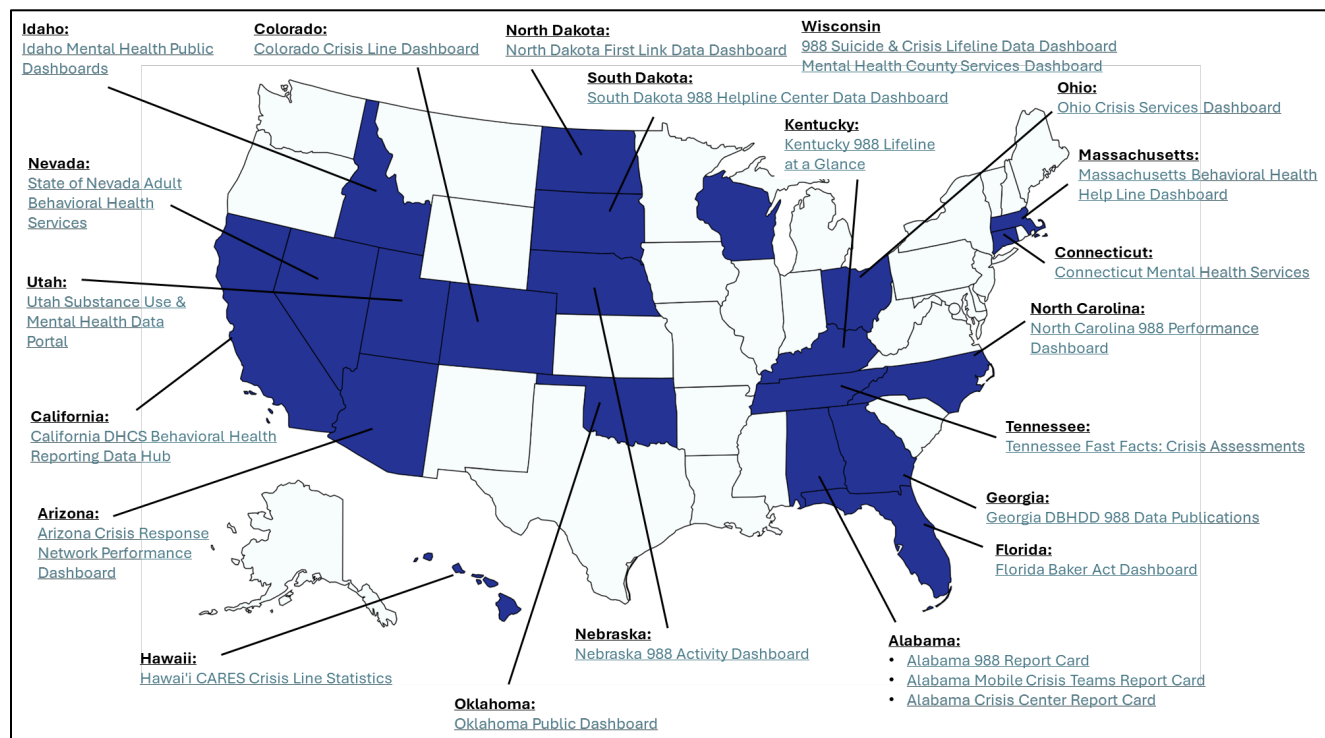 Idaho:
Idaho Mental Health Public
Dashboards
Colorado:
Colorado Crisis Line Dashboard
North Dakota:
North Dakota First Link Data Dashboard
Wisconsin
988 Suicide & Crisis Lifeline Data Dashboard
Mental Health County Services Dashboard
South Dakota:
South Dakota 988 Helpline Center Data Dashboard
Ohio:
Ohio Crisis Services Dashboard
Kentucky:
Kentucky 988 Lifeline
at a Glance
Massachusetts:
Massachusetts Behavioral Health
Help Line Dashboard
Nevada:
State of Nevada Adult
Behavioral Health
Services
Connecticut:
Connecticut Mental Health Services
Utah:
Utah Substance Use &
Mental Health Data
Portal
North Carolina:
North Carolina 988 Performance
Dashboard
California:
California DHCS Behavioral Health
Reporting Data Hub
Tennessee:
Tennessee Fast Facts: Crisis Assessments
Arizona:
Arizona Crisis Response
Network Performance
Dashboard
Georgia:
Georgia DBHDD 988 Data Publications
Florida:
Florida Baker Act Dashboard
Hawaii:
Hawai'i CARES Crisis Line Statistics
Nebraska:
Nebraska 988 Activity Dashboard
Alabama:
• Alabama 988 Report Card
• Alabama Mobile Crisis Teams Report Card
• Alabama Crisis Center Report Card
Oklahoma:
Oklahoma Public Dashboard